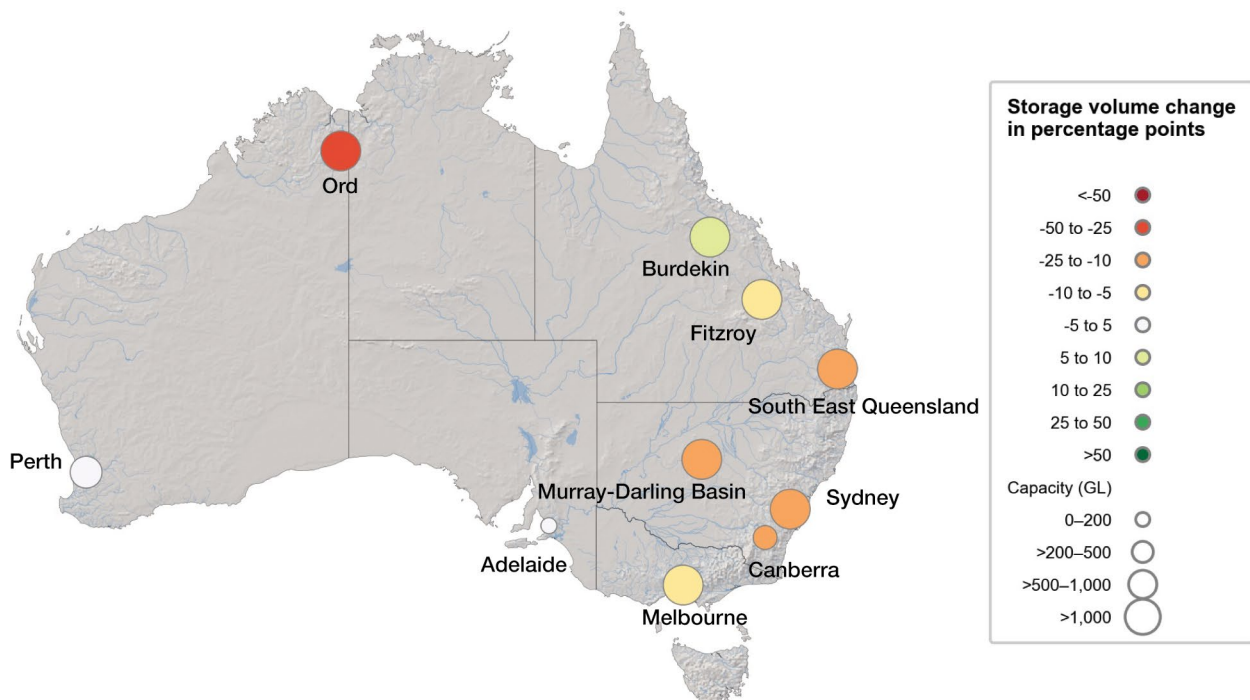 Ord
Burdekin
Fitzroy
South East Queensland
Perth
Murray-Darling Basin
Sydney
Adelaide
Canberra
Melbourne
Storage volume change
in percentage points
<-50
-50 to -25
-25 to -10
-10 to -5
-5 to 5
5 to 10
10 to 25
25 to 50
>50
Capacity (GL)
0–200
>200–500
>500–1,000
>1,000